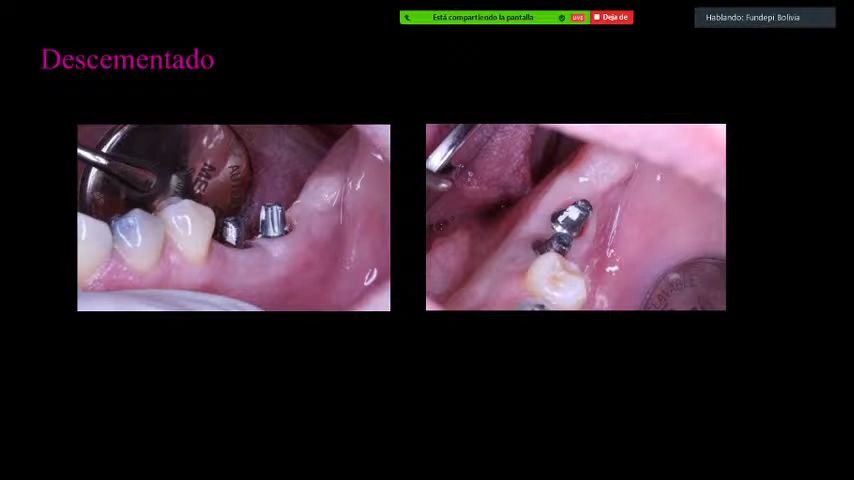 Está compartiendo la pantalla
LIVE
Deja de
Hablando: Fundepi Bolivia
Descementado